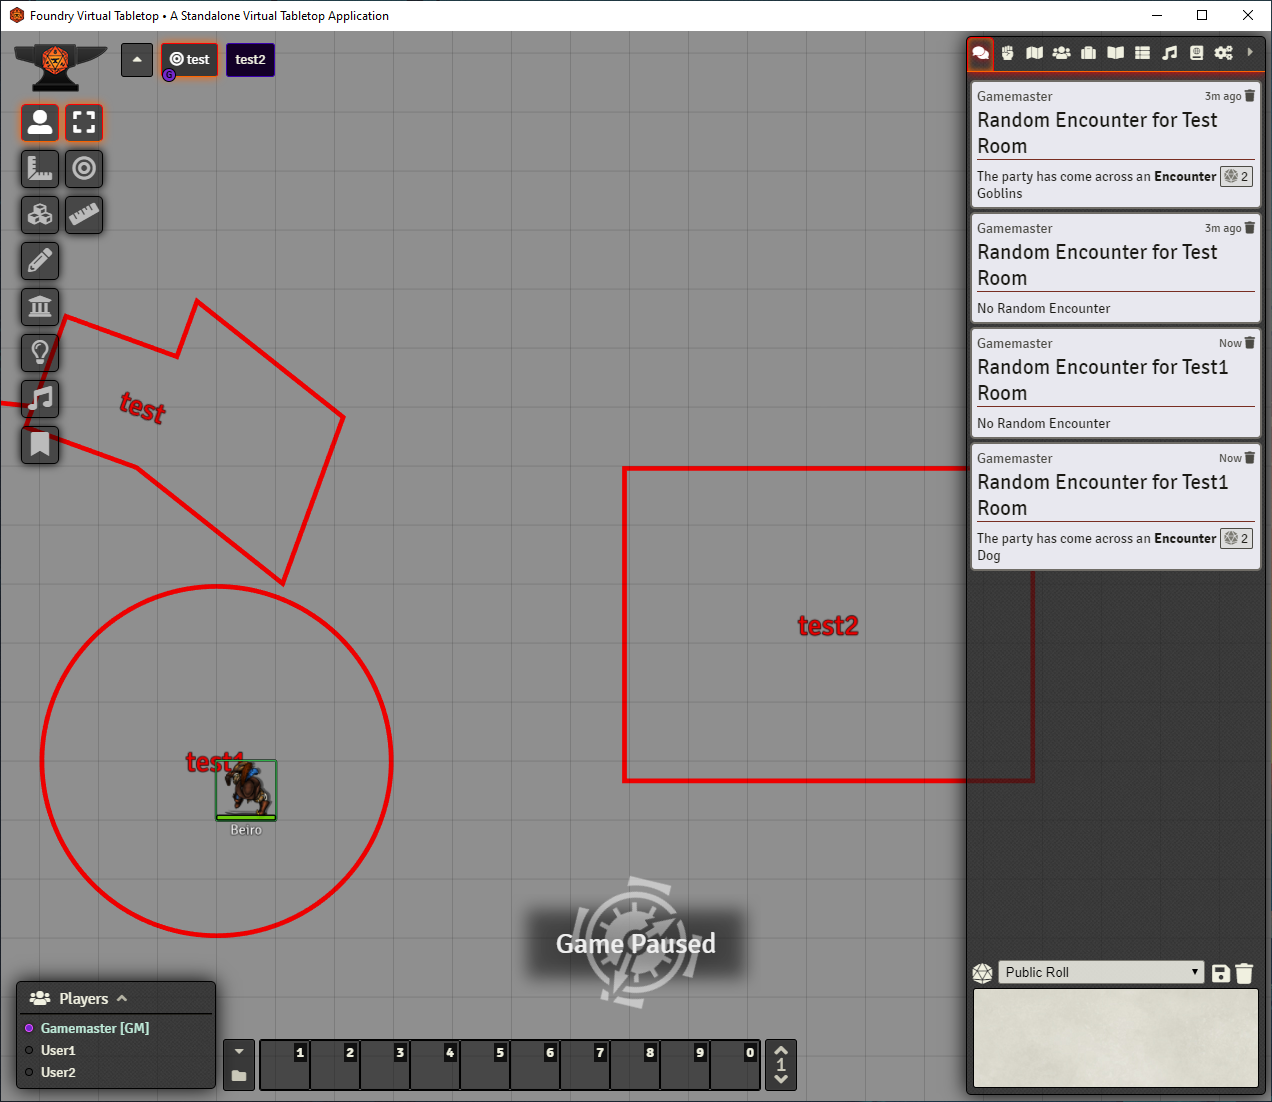 Foundry Virtual Tabletop • A Standalone Virtual Tabletop Application
test
test2
G
Gamemaster
3m ago
Random Encounter for Test
Room
The party has come across an Encounter 2
Goblins
Gamemaster
3m ago
Random Encounter for Test
Room
No Random Encounter
Gamemaster
Now
Random Encounter for Test1
Room
No Random Encounter
Gamemaster
Now
Random Encounter for Test1
Room
The party has come across an Encounter 2
Dog
test
test2
test1
Beiro
Game Paused
Public Roll
Players
Gamemaster [GM]
User1
User2
1 2 3 4 5 6 7 8 9 0
1